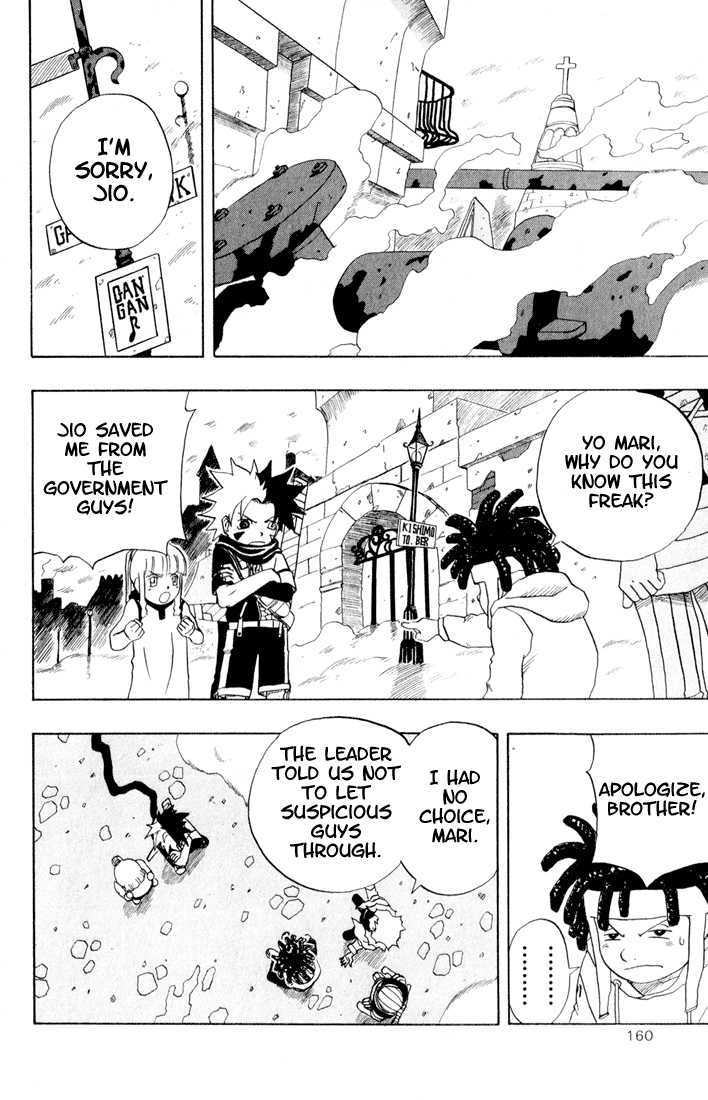 I'M
SORRY,
JIO.
GA
K
GAN
GAN
YO MARI,
WHY DO YOU
KNOW THIS
FREAK?
KISHIMO
TO. BER
JIO SAVED
ME FROM
THE
GOVERNMENT
GUYS!
APOLOGIZE,
BROTHER!
.........
I HAD
NO
CHOICE,
MARI.
THE LEADER
TOLD US NOT
TO LET
SUSPICIOUS
GUYS
THROUGH.
160